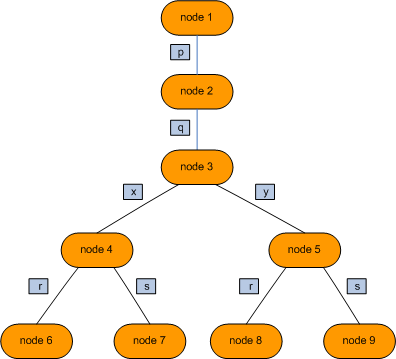 node 1
p
node 2
q
node 3
x
y
node 4
node 5
r
s
r
s
node 6
node 7
node 8
node 9